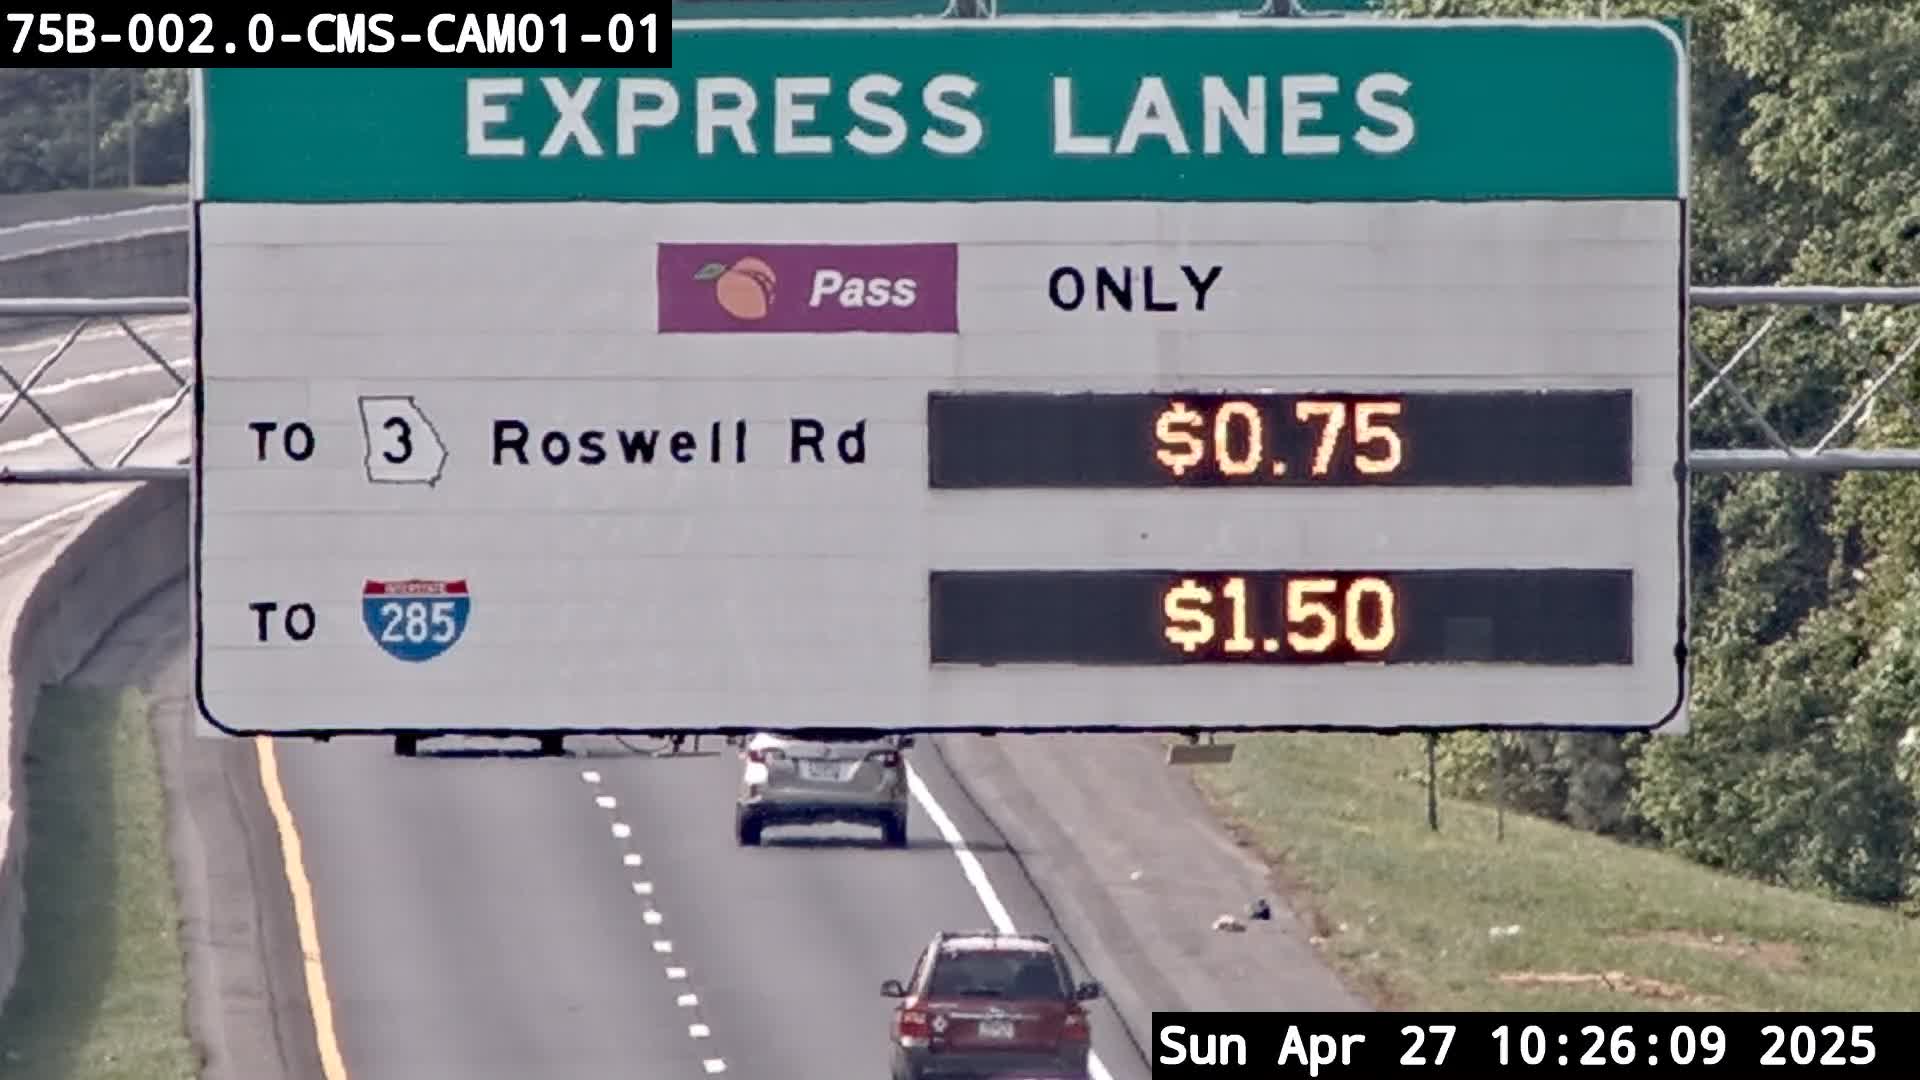 75B-002.0-CMS-CAM01-01
EXPRESS LANES
Pass ONLY
TO 3 Roswell Rd $0.75
INTERSTATE
TO 285 $1.50
Sun Apr 27 10:26:09 2025